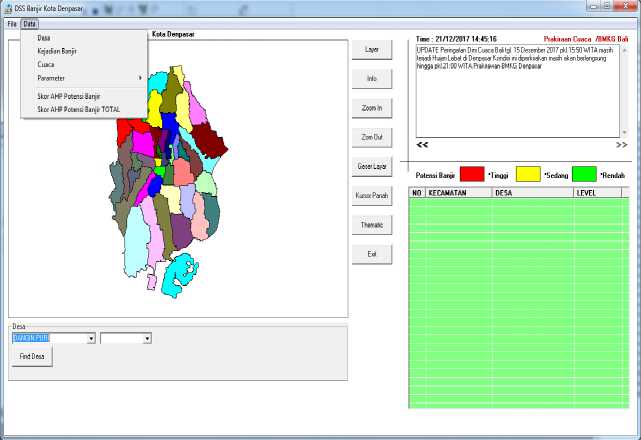 DSS Banjir Kota Denpasar
File Data
Kota Denpasar
Desa
Kejadian Banjir
Cuaca
Parameter
Skor AHP Potensi Banjir
Skor AHP Potensi Banjir TOTAL
Layer
Info
Zoom In
Zom Out
Geser Layar
Kursor Panah
Thematic
Exit
Time : 21/12/2017 14:45:16 Prakiraan Cuaca /BMKG Bali
UPDATE Peringatan Dini Cuaca Bali tgl 15 Desember 2017 pkl 15:50 WITA masih
terjadi Hujan Lebat di Denpasar Kondisi ini diperkirakan masih akan berlangsung
hingga pkl 21:00 WITA Prakirawan-BMKG Denpasar
<< >>
Potensi Banjir *Tinggi *Sedang *Rendah
NO KECAMATAN DESA LEVEL
Desa
DANGIN PURI
Find Desa